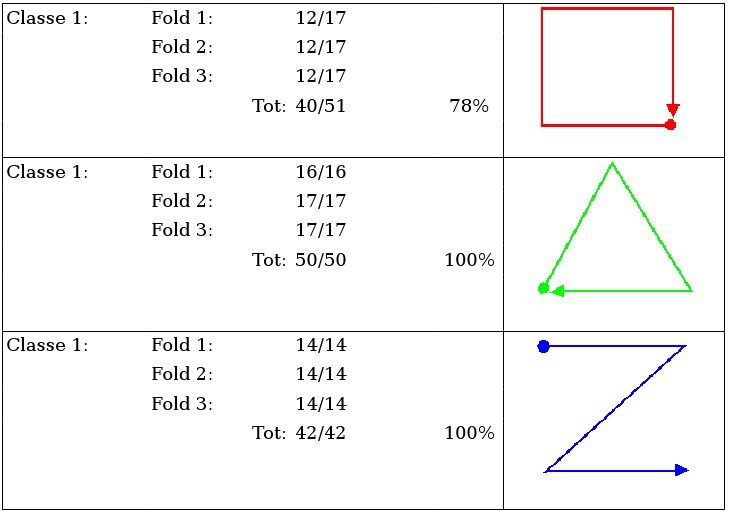 Classe 1: Fold 1: 12/17
Fold 2: 12/17
Fold 3: 12/17
Tot: 40/51 78%
Classe 1: Fold 1: 16/16
Fold 2: 17/17
Fold 3: 17/17
Tot: 50/50 100%
Classe 1: Fold 1: 14/14
Fold 2: 14/14
Fold 3: 14/14
Tot: 42/42 100%